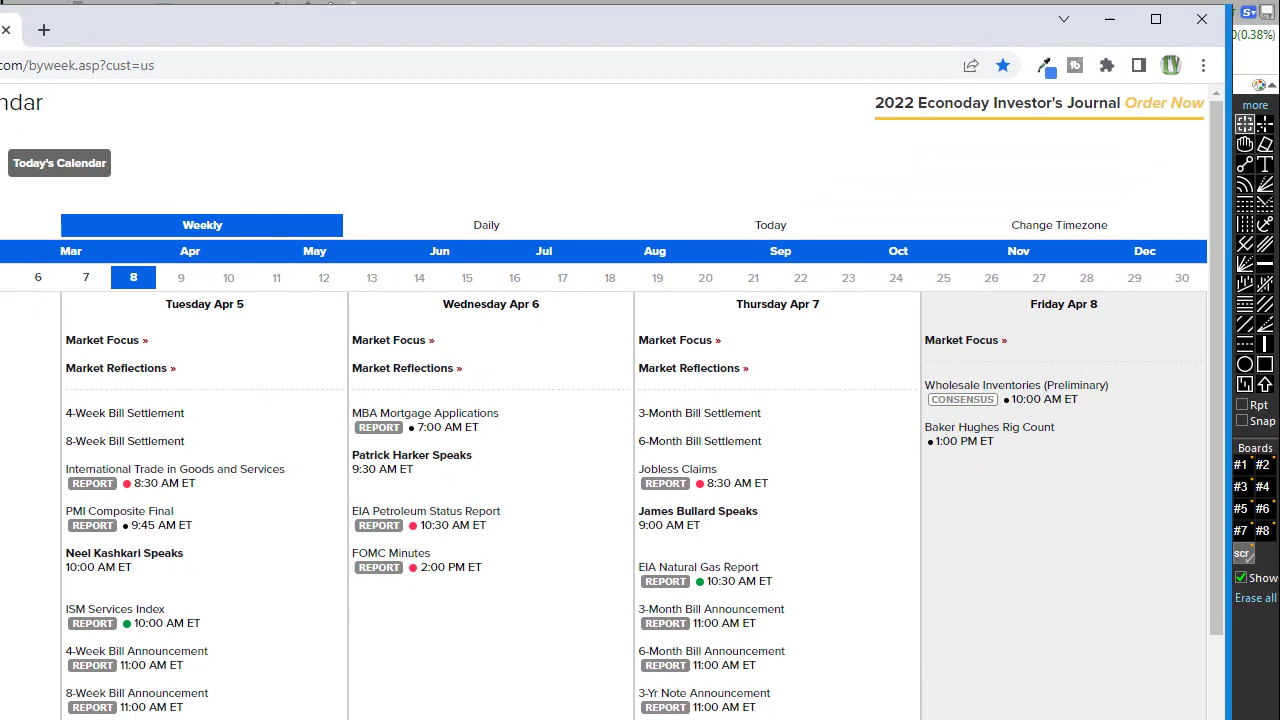 0(0.38%)
com/byweek.asp?cust=us
ndar
2022 Econoday Investor's Journal Order Now
more
Today's Calendar
Weekly Daily Today Change Timezone
Mar Apr May Jun Jul Aug Sep Oct Nov Dec
6 7 8 9 10 11 12 13 14 15 16 17 18 19 20 21 22 23 24 25 26 27 28 29 30
Tuesday Apr 5
Market Focus »
Market Reflections »
4-Week Bill Settlement
8-Week Bill Settlement
International Trade in Goods and Services
REPORT 8:30 AM ET
PMI Composite Final
REPORT 9:45 AM ET
Neel Kashkari Speaks
10:00 AM ET
ISM Services Index
REPORT 10:00 AM ET
4-Week Bill Announcement
REPORT 11:00 AM ET
8-Week Bill Announcement
REPORT 11:00 AM ET
Wednesday Apr 6
Market Focus »
Market Reflections »
MBA Mortgage Applications
REPORT 7:00 AM ET
Patrick Harker Speaks
9:30 AM ET
EIA Petroleum Status Report
REPORT 10:30 AM ET
FOMC Minutes
REPORT 2:00 PM ET
Thursday Apr 7
Market Focus »
Market Reflections »
3-Month Bill Settlement
6-Month Bill Settlement
Jobless Claims
REPORT 8:30 AM ET
James Bullard Speaks
9:00 AM ET
EIA Natural Gas Report
REPORT 10:30 AM ET
3-Month Bill Announcement
REPORT 11:00 AM ET
6-Month Bill Announcement
REPORT 11:00 AM ET
3-Yr Note Announcement
REPORT 11:00 AM ET
Friday Apr 8
Market Focus »
Wholesale Inventories (Preliminary)
CONSENSUS 10:00 AM ET
Baker Hughes Rig Count
1:00 PM ET
Rpt
Snap
Boards
#1 #2
#3 #4
#5 #6
#7 #8
scr
Show
Erase all